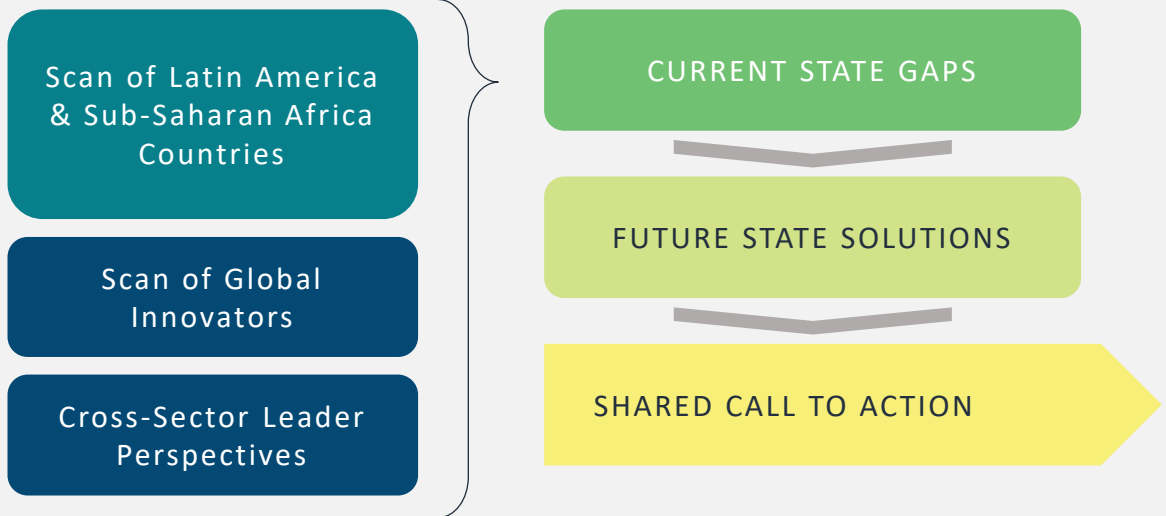 Scan of Latin America
& Sub-Saharan Africa
Countries
Scan of Global
Innovators
Cross-Sector Leader
Perspectives
CURRENT STATE GAPS
FUTURE STATE SOLUTIONS
SHARED CALL TO ACTION